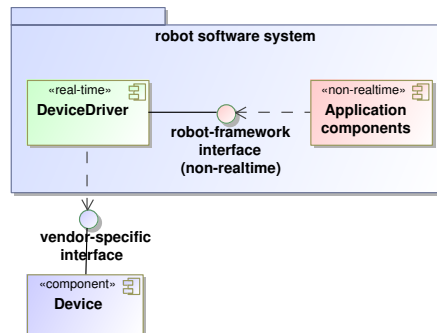 robot software system
«real-time»
DeviceDriver
«non-realtime»
Application
components
robot-framework
interface
(non-realtime)
vendor-specific
interface
«component»
Device